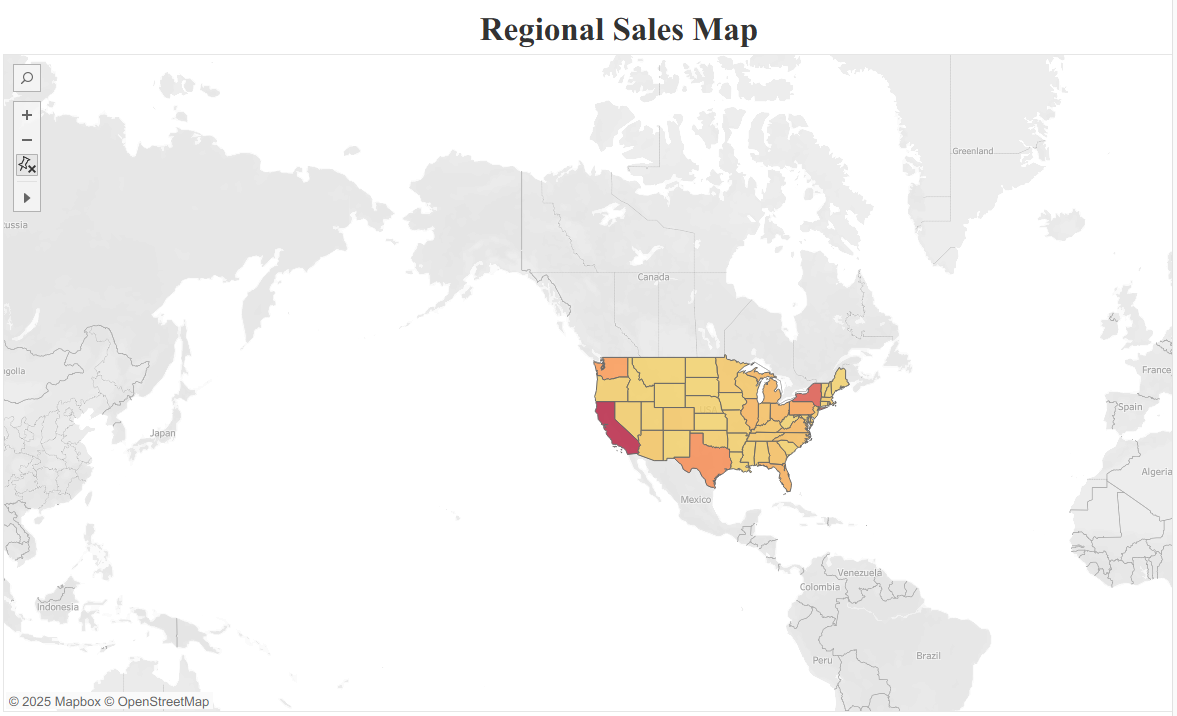 Regional Sales Map
Greenland
ussia
Canada
ngolia
France
Spain
Japan
Algeria
Mexico
Venezuela
Colombia
Indonesia
Brazil
Peru
© 2025 Mapbox © OpenStreetMap